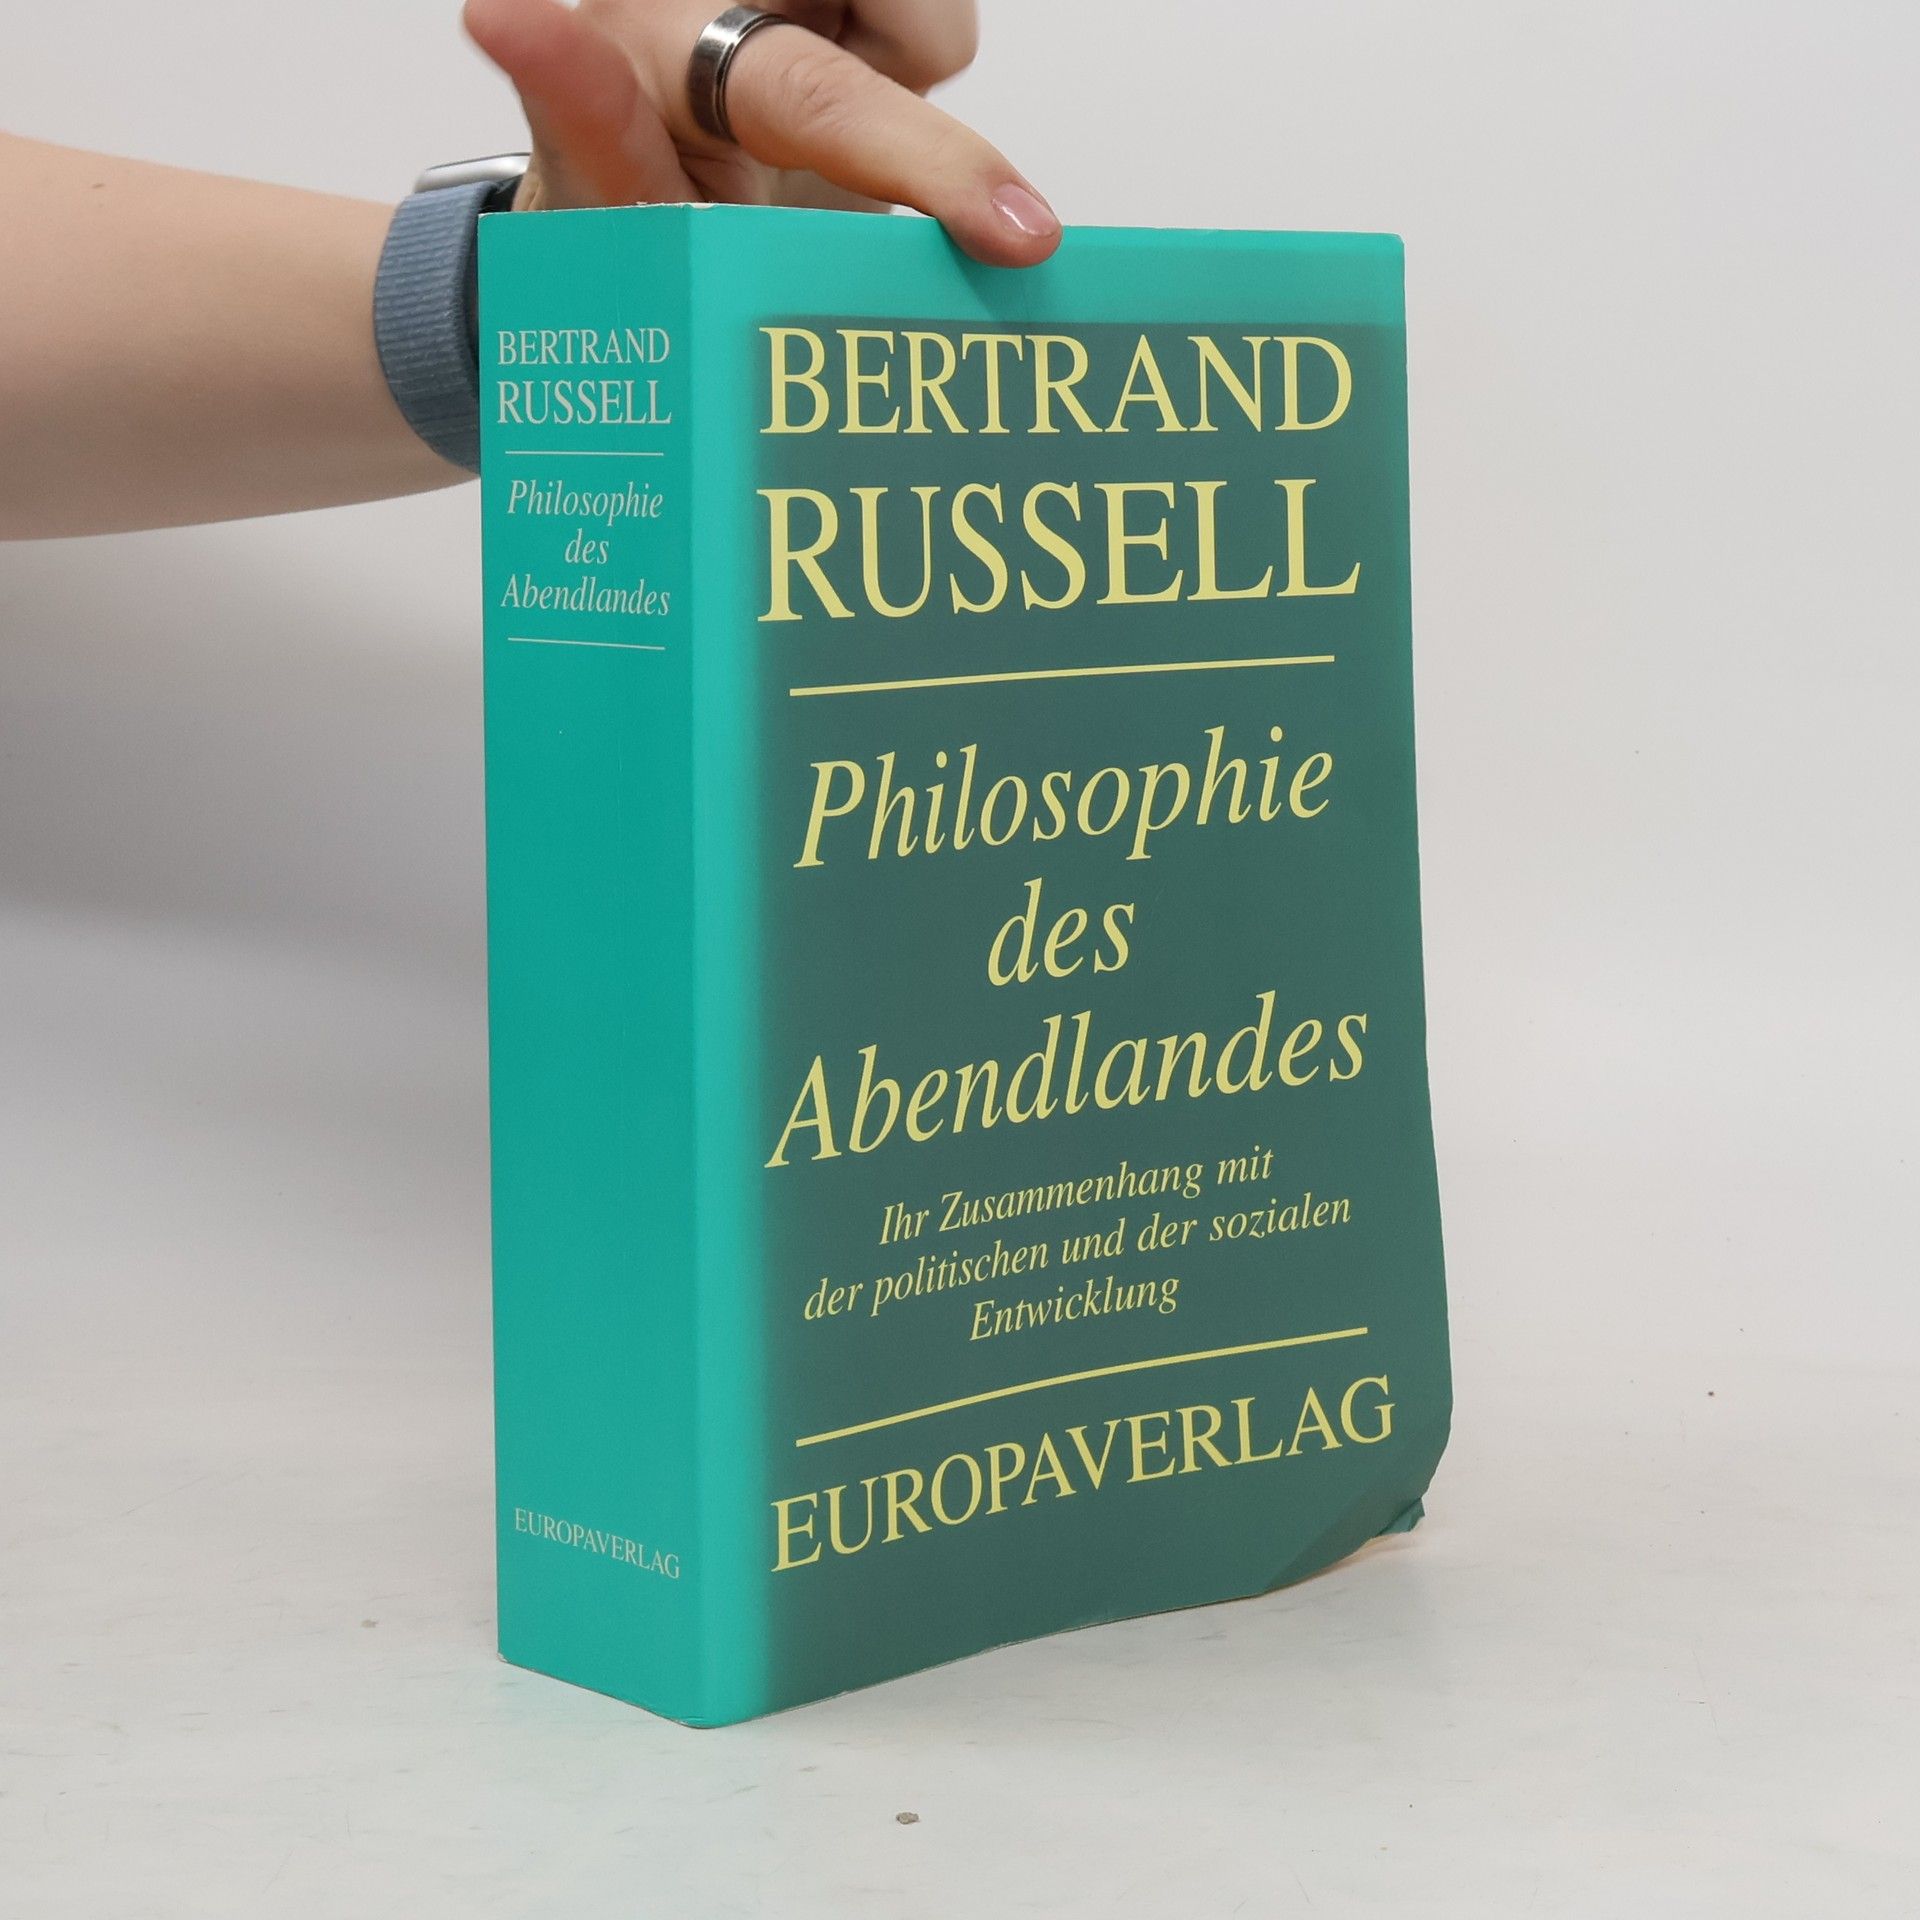 BERTRAND
RUSSELL
Philosophie
des
Abendlandes
EUROPAVERLAG
BERTRAND
RUSSELL
Philosophie
des
Abendlandes
Ihr Zusammenhang mit
der politischen und der sozialen
Entwicklung
EUROPAVERLAG